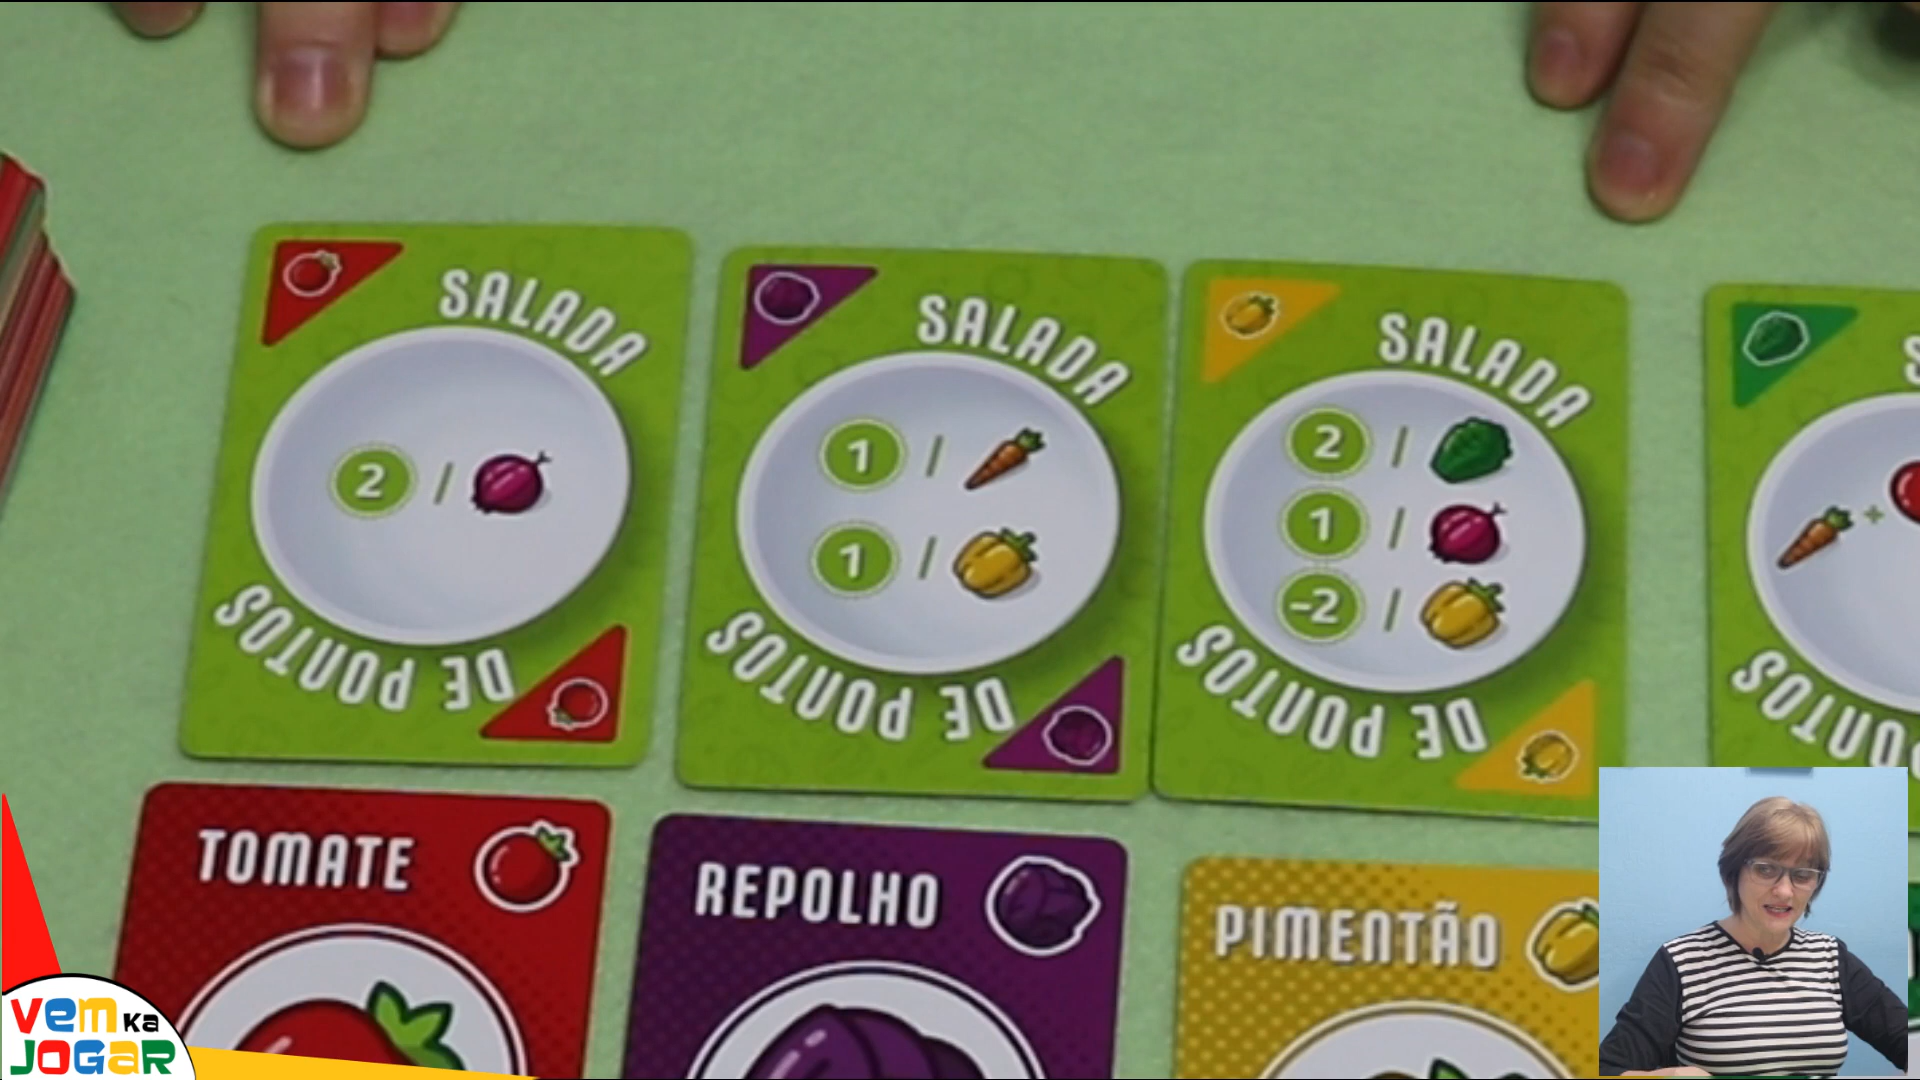 SALADA
2 /
DE PONTOS
SALADA
1 /
1 /
DE PONTOS
SALADA
2 /
1 /
-2 /
DE PONTOS
+
TOMATE
REPOLHO
PIMENTÃO
VEM KA
JOGAR